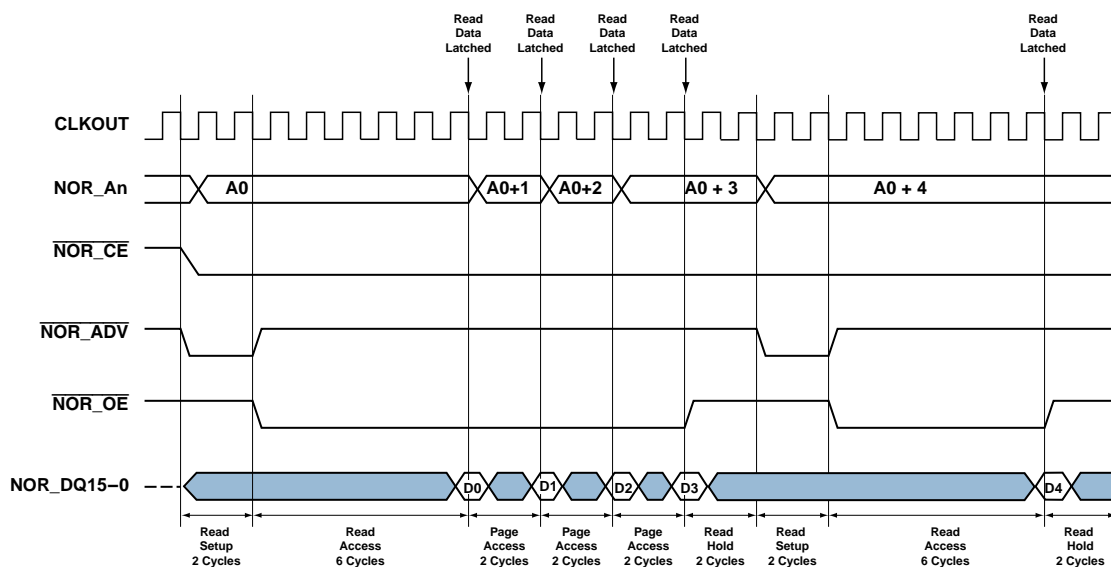 Read Data Latched
Read Data Latched
Read Data Latched
Read Data Latched
Read Data Latched
CLKOUT
NOR_An
A0
A0+1
A0+2
A0 + 3
A0 + 4
NOR_CE
NOR_ADV
NOR_OE
NOR_DQ15–0
D0
D1
D2
D3
D4
Read Setup 2 Cycles
Read Access 6 Cycles
Page Access 2 Cycles
Page Access 2 Cycles
Page Access 2 Cycles
Read Hold 2 Cycles
Read Setup 2 Cycles
Read Access 6 Cycles
Read Hold 2 Cycles